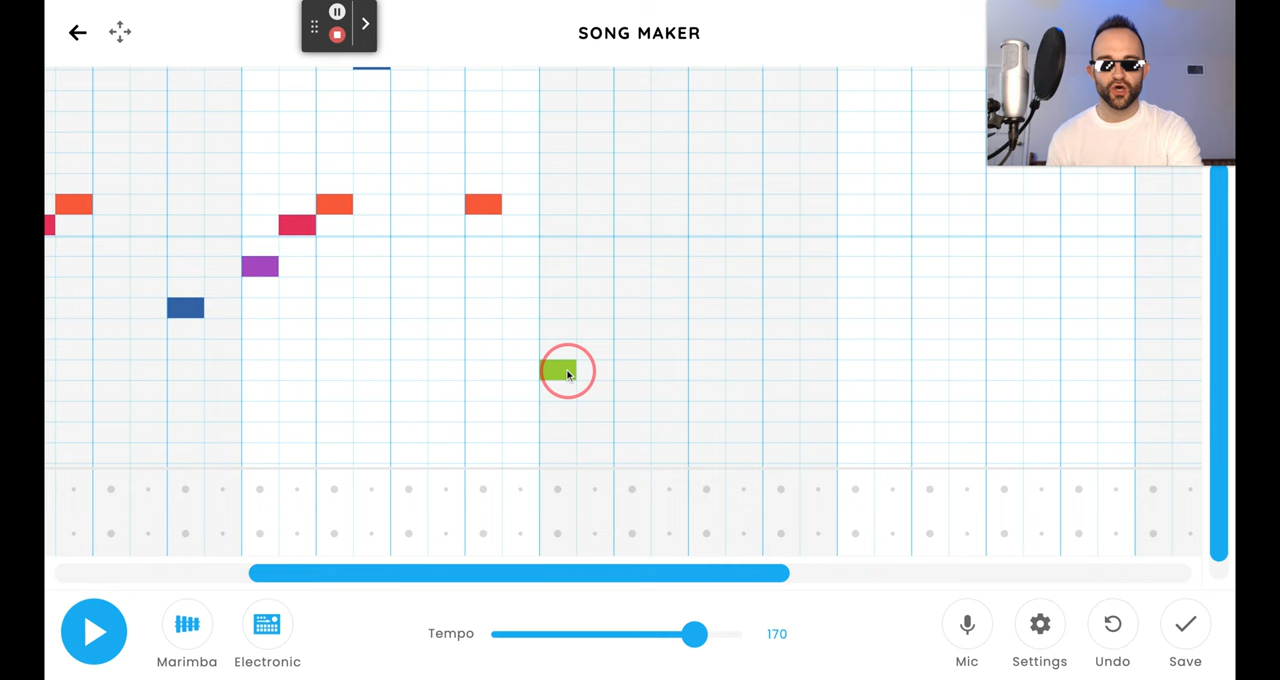 SONG MAKER
Tempo
170
Marimba
Electronic
Mic
Settings
Undo
Save